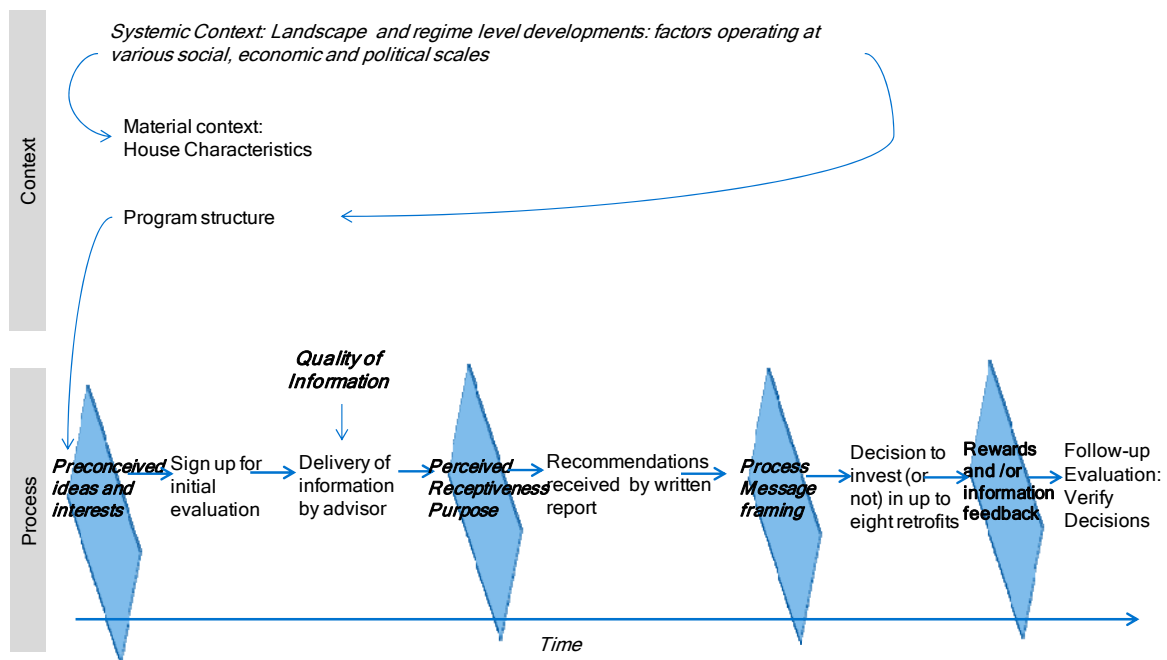 Systemic Context: Landscape and regime level developments: factors operating at
various social, economic and political scales
Material context:
House Characteristics
Program structure
Context
Quality of
Information
Preconceived
ideas and
interests
Sign up for
initial
evaluation
Delivery of
information
by advisor
Perceived
Receptiveness
Purpose
Recommendations
received by written
report
Process
Message
framing
Decision to
invest (or
not) in up to
eight retrofits
Rewards
and /or
information
feedback
Follow-up
Evaluation:
Verify
Decisions
Process
Time